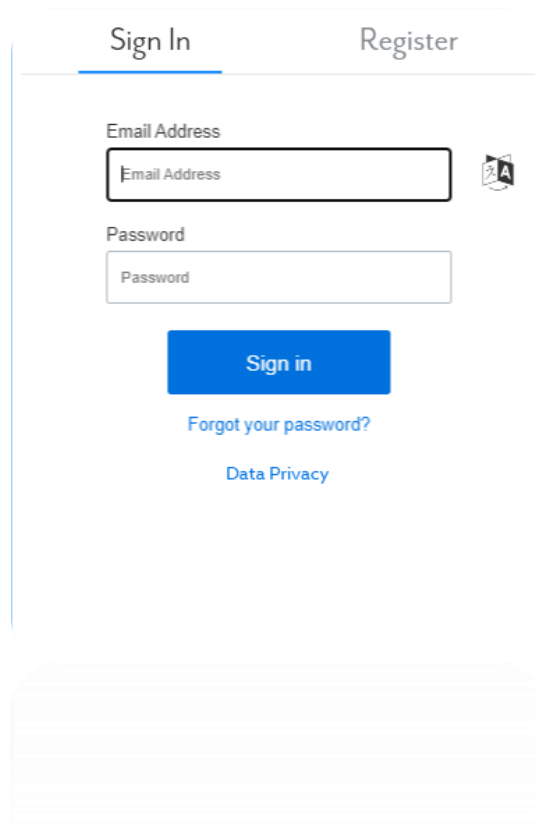 Sign In Register
Email Address
Email Address
Password
Password
Sign in
Forgot your password?
Data Privacy